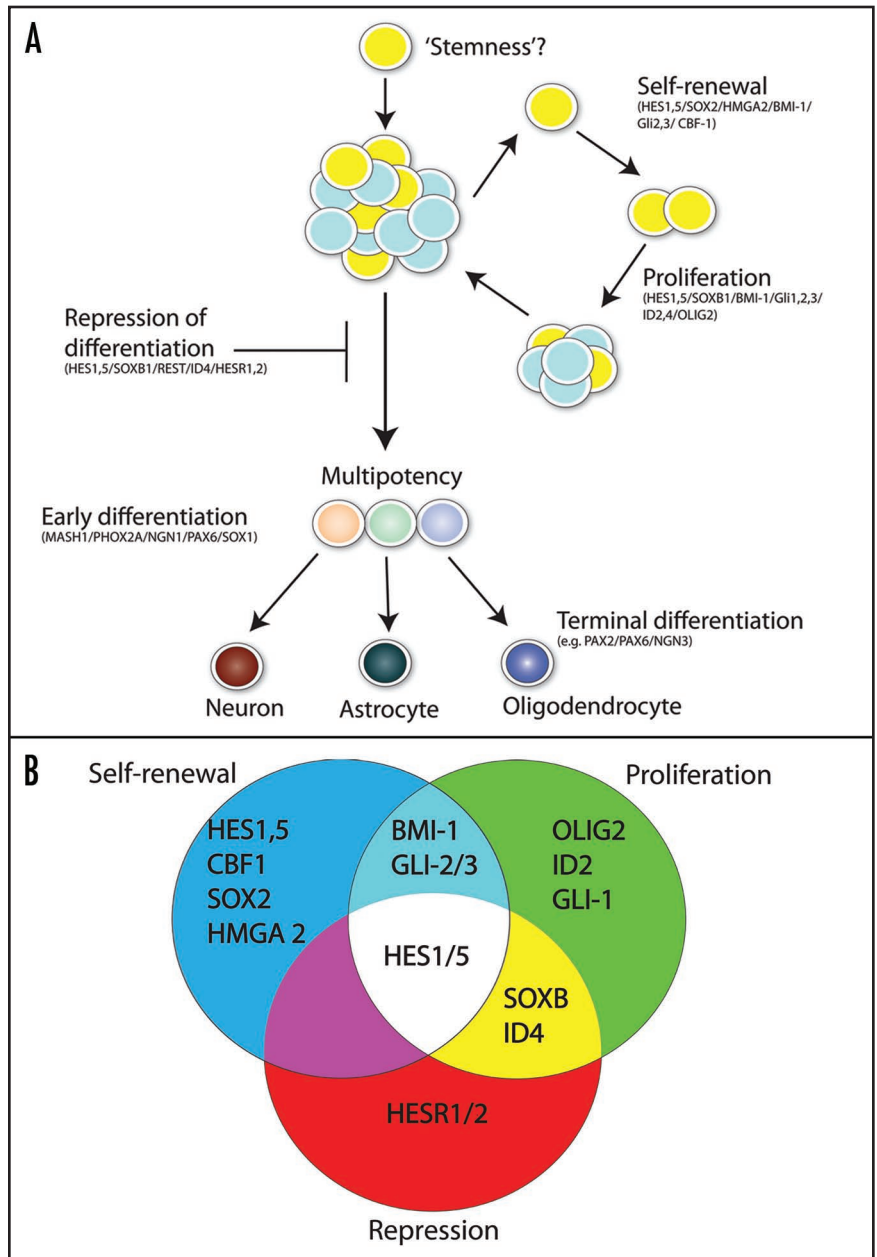 A
'Stemness'?
Self-renewal
(HES1,5/SOX2/HMGA2/BMI-1/
Gli2,3/ CBF-1)
Proliferation
(HES1,5/SOXB1/BMI-1/Gli1,2,3/
ID2,4/OLIG2)
Repression of
differentiation
(HES1,5/SOXB1/REST/ID4/HESR1,2)
Multipotency
Early differentiation
(MASH1/PHOX2A/NGN1/PAX6/SOX1)
Terminal differentiation
(e.g. PAX2/PAX6/NGN3)
Neuron
Astrocyte
Oligodendrocyte
B
Self-renewal
Proliferation
HES1,5
CBF1
SOX2
HMGA 2
BMI-1
GLI-2/3
OLIG2
ID2
GLI-1
HES1/5
SOXB
ID4
HESR1/2
Repression